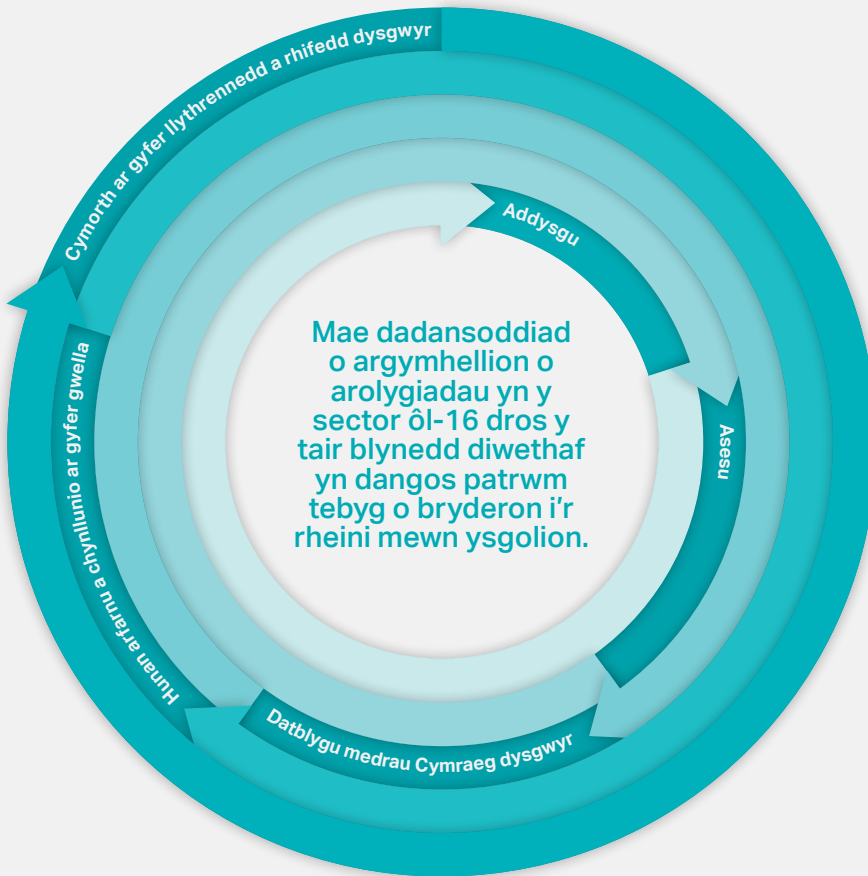 Cymorth ar gyfer llythrennedd a rhifedd dysgwyr
Addysgu
Mae dadansoddiad
o argymhellion o
arolygiadau yn y
sector ôl-16 dros y
tair blynedd diwethaf
yn dangos patrwm
tebyg o bryderon i'r
rheini mewn ysgolion.
Asesu
Hunan arfarnu a chynllunio ar gyfer gwella
Datblygu medrau Cymraeg dysgwyr